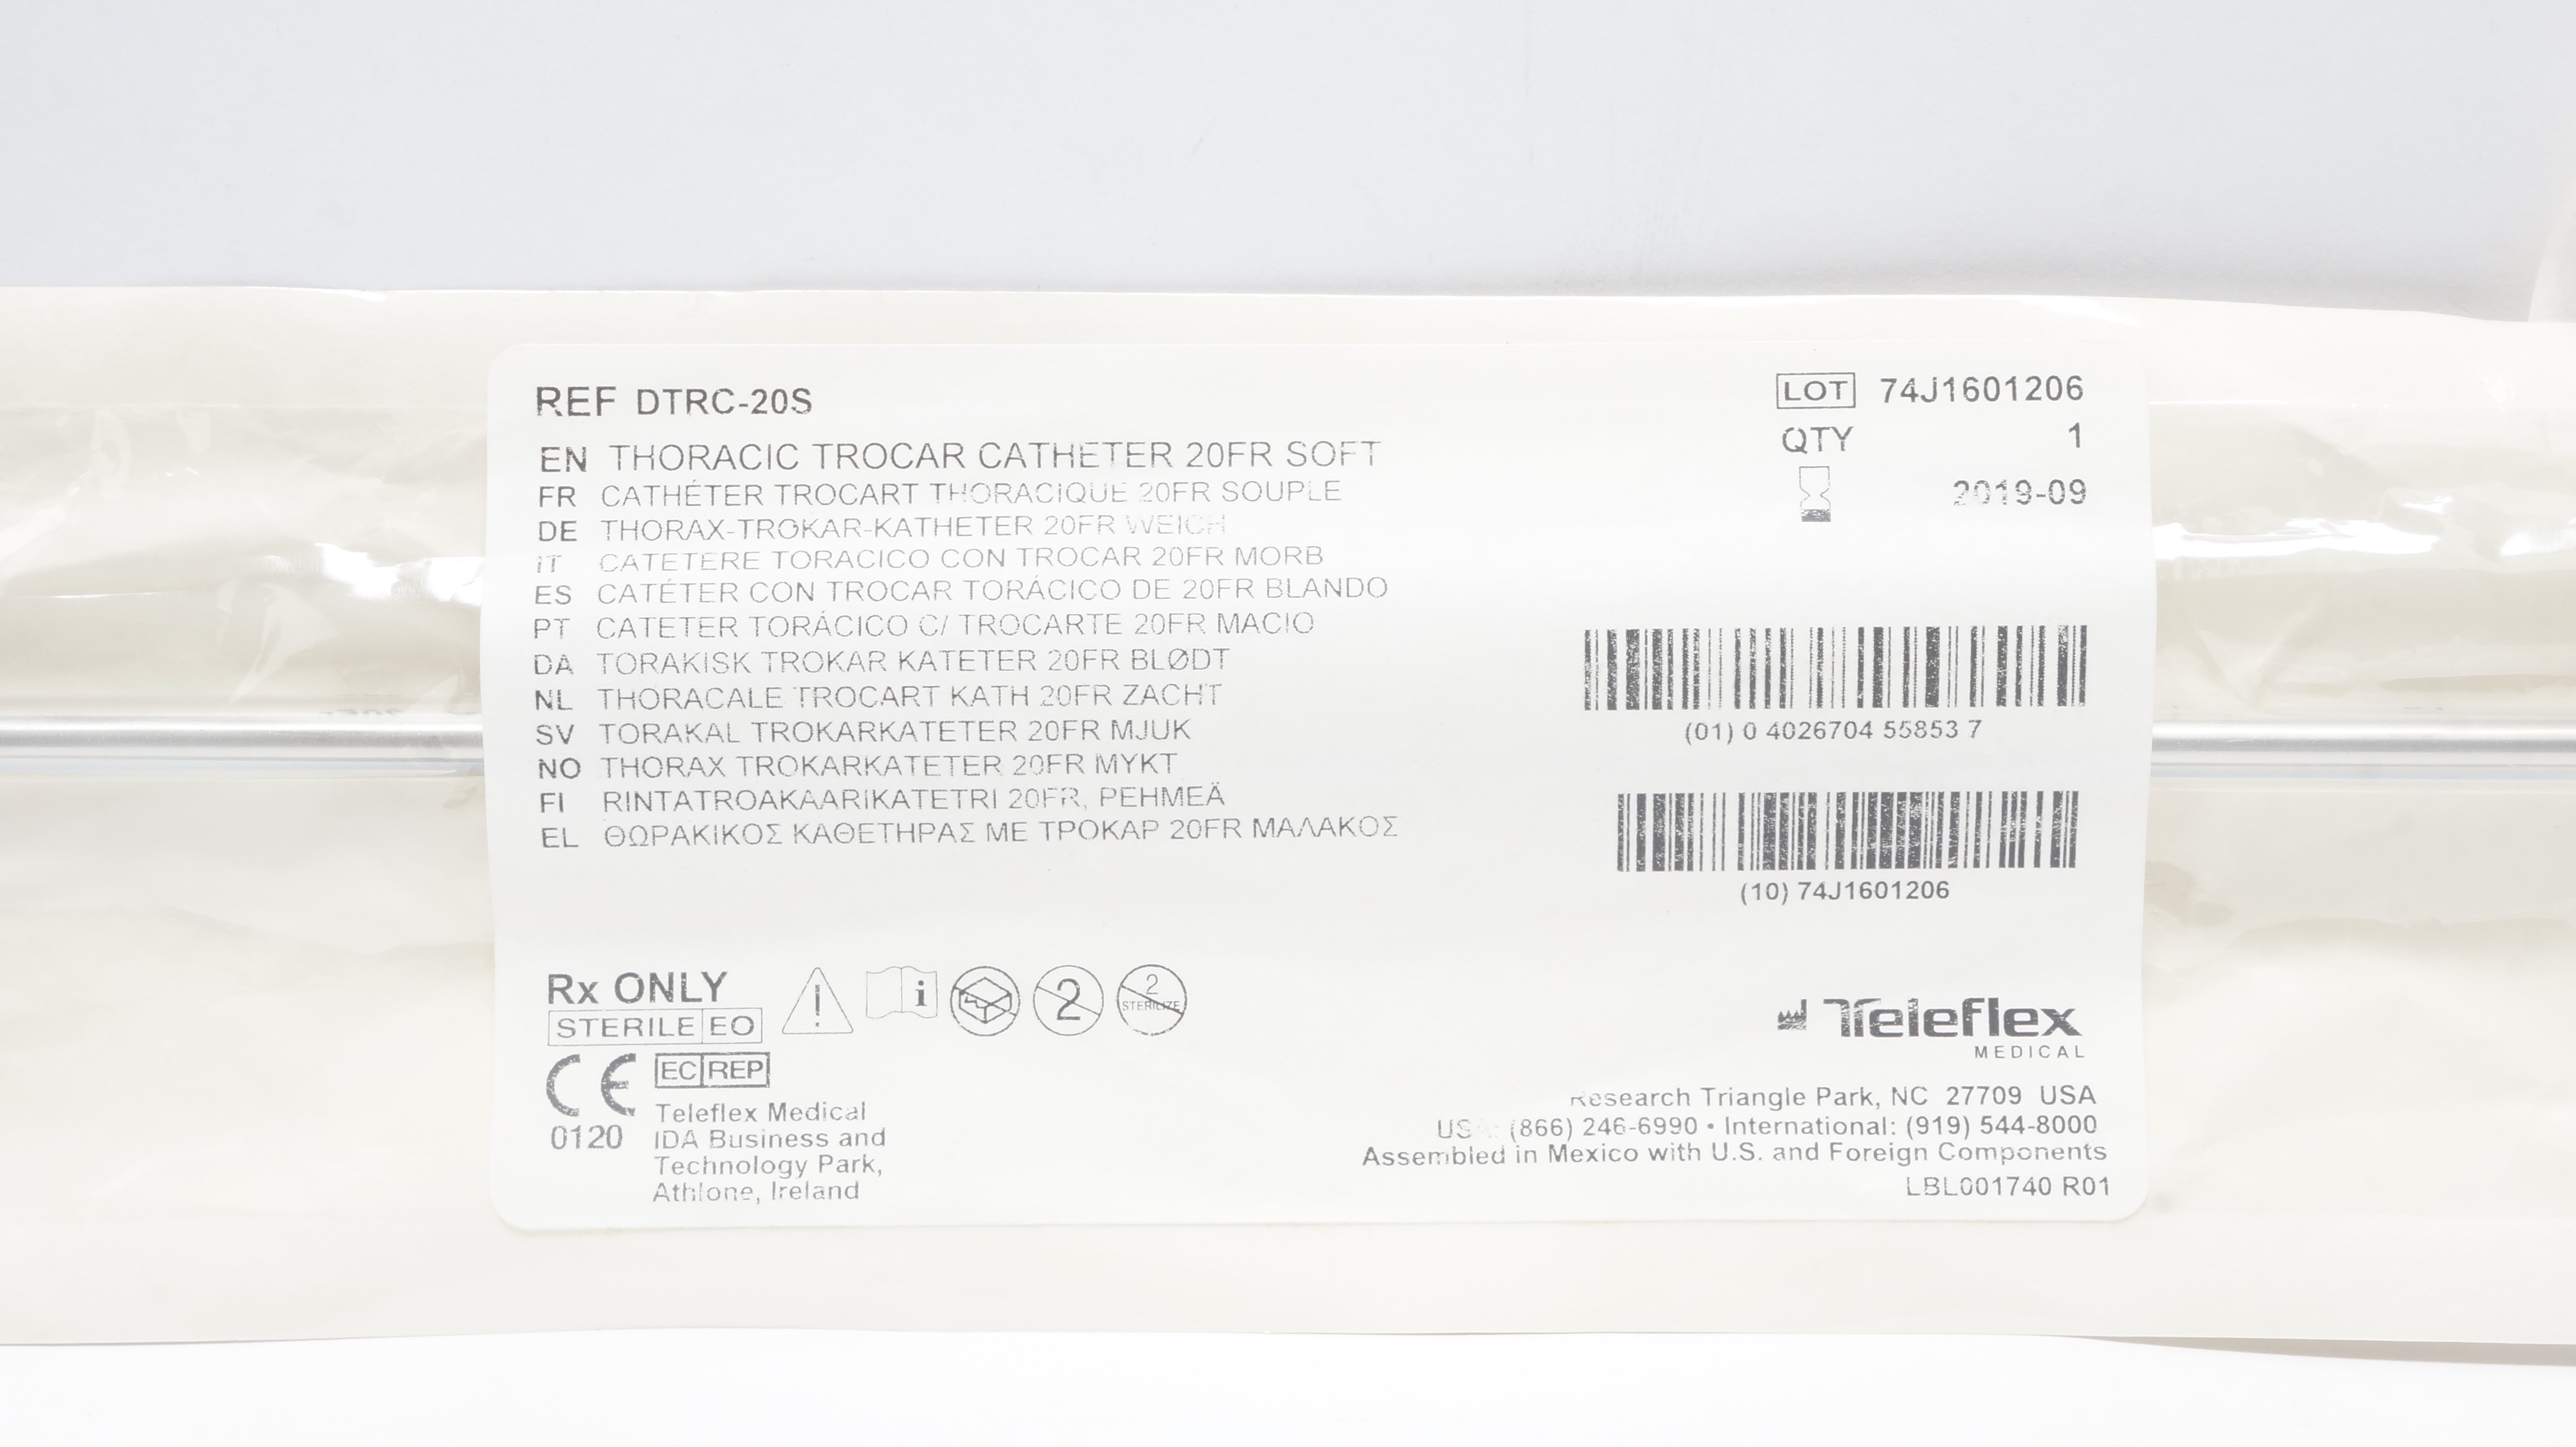 REF DTRC-20S
EN THORACIC TROCAR CATHETER 20FR SOFT
FR CATHÉTER TROCART THORACIQUE 20FR SOUPLE
DE THORAX-TROKAR-KATHETER 20FR WEICH
IT CATETERE TORACICO CON TROCAR 20FR MORB
ES CATÉTER CON TROCAR TORÁCICO DE 20FR BLANDO
PT CATETER TORÁCICO C/ TROCARTE 20FR MACIO
DA TORAKISK TROKAR KATETER 20FR BLØDT
NL THORACALE TROCART KATH 20FR ZACHT
SV TORAKAL TROKARKATETER 20FR MJUK
NO THORAX TROKARKATETER 20FR MYKT
FI RINTATROAKAARIKATETRI 20FR, PEHMEÄ
EL ΘΩΡΑΚΙΚΟΣ ΚΑΘΕΤΗΡΑΣ ΜΕ ΤΡΟΚΑΡ 20FR ΜΑΛΑΚΟΣ
LOT 74J1601206
QTY 1
2019-09
(01) 0 4026704 55853 7
(10) 74J1601206
Rx ONLY
STERILE EO
i
2
2
STERILIZE
CE
0120
EC REP
Teleflex Medical
IDA Business and
Technology Park,
Athlone, Ireland
Teleflex
MEDICAL
Research Triangle Park, NC 27709 USA
USA: (866) 246-6990 • International: (919) 544-8000
Assembled in Mexico with U.S. and Foreign Components
LBL001740 R01